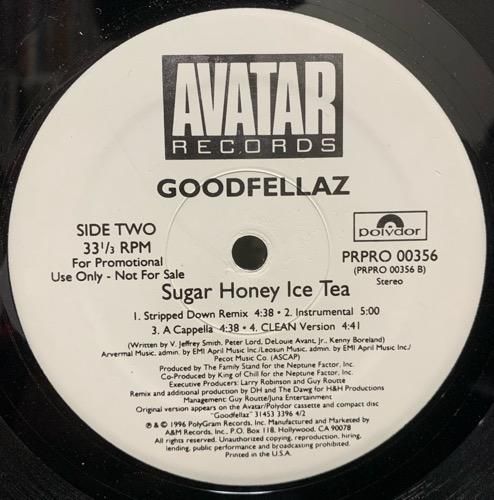 AVATAR
RECORDS
GOODFELLAZ
SIDE TWO
33 1/3 RPM
For Promotional
Use Only - Not For Sale
polydor
PRPRO 00356
(PRPRO 00356 B)
Stereo
Sugar Honey Ice Tea
1. Stripped Down Remix 4:38 • 2. Instrumental 5:00
3. A Cappella 4:38 • 4. CLEAN Version 4:41
(Written by V. Jeffrey Smith, Peter Lord, DeLouie Avant, Jr., Kenny Boreland)
Arvermal Music, admin. by EMI April Music Inc./Leosun Music, admin. by EMI April Music Inc./
Pecot Music Co. (ASCAP)
Produced by The Family Stand for the Neptune Factor, Inc.
Co-Produced by King of Chill for the Neptune Factor, Inc.
Executive Producers: Larry Robinson and Guy Routte
Remix and additional production by DH and The Dawg for H&H Productions
Management: Guy Routte/Juna Entertainment
Original version appears on the Avatar/Polydor cassette and compact disc
"Goodfellaz" 31453 3396 4/2
℗ & © 1996 PolyGram Records, Inc. Manufactured and Marketed by
A&M Records, Inc., P.O. Box 118, Hollywood, CA 90078
All rights reserved. Unauthorized copying, reproduction, hiring,
lending, public performance and broadcasting prohibited.
Printed in the U.S.A.